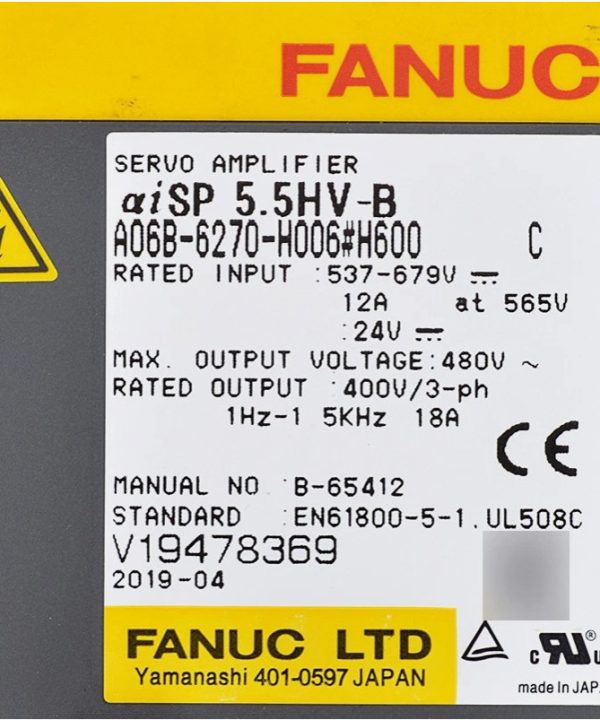 FANUC
SERVO AMPLIFIER
αiSP 5.5HV-B
A06B-6270-H006#H600 C
RATED INPUT :537-679V ⎓
12A at 565V
:24V ⎓
MAX. OUTPUT VOLTAGE:480V ~
RATED OUTPUT :400V/3-ph
1Hz-1 5KHz 18A
CE
MANUAL NO :B-65412
STANDARD :EN61800-5-1.UL508C
V19478369
2019-04
FANUC LTD
Yamanashi 401-0597 JAPAN
c RU ® u
made In JAP